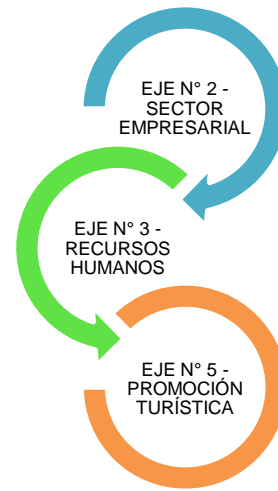 EJE N° 2 -
SECTOR
EMPRESARIAL
EJE N° 3 -
RECURSOS
HUMANOS
EJE N° 5 -
PROMOCIÓN
TURÍSTICA